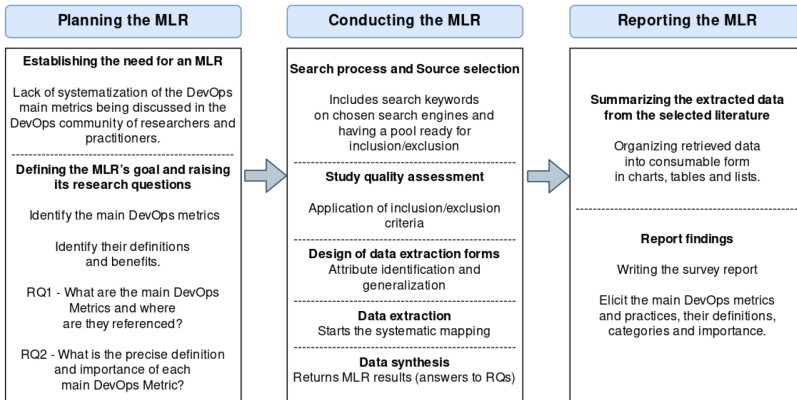 Planning the MLR
Establishing the need for an MLR
Lack of systematization of the DevOps
main metrics being discussed in the
DevOps community of researchers and
practitioners.
Defining the MLR's goal and raising
its research questions
Identify the main DevOps metrics
Identify their definitions
and benefits.
RQ1 - What are the main DevOps
Metrics and where
are they referenced?
RQ2 - What is the precise definition
and importance of each
main DevOps Metric?
Conducting the MLR
Search process and Source selection
Includes search keywords
on chosen search engines and
having a pool ready for
inclusion/exclusion
Study quality assessment
Application of inclusion/exclusion
criteria
Design of data extraction forms
Attribute identification and
generalization
Data extraction
Starts the systematic mapping
Data synthesis
Returns MLR results (answers to RQs)
Reporting the MLR
Summarizing the extracted data
from the selected literature
Organizing retrieved data
into consumable form
in charts, tables and lists.
Report findings
Writing the survey report
Elicit the main DevOps metrics
and practices, their definitions,
categories and importance.